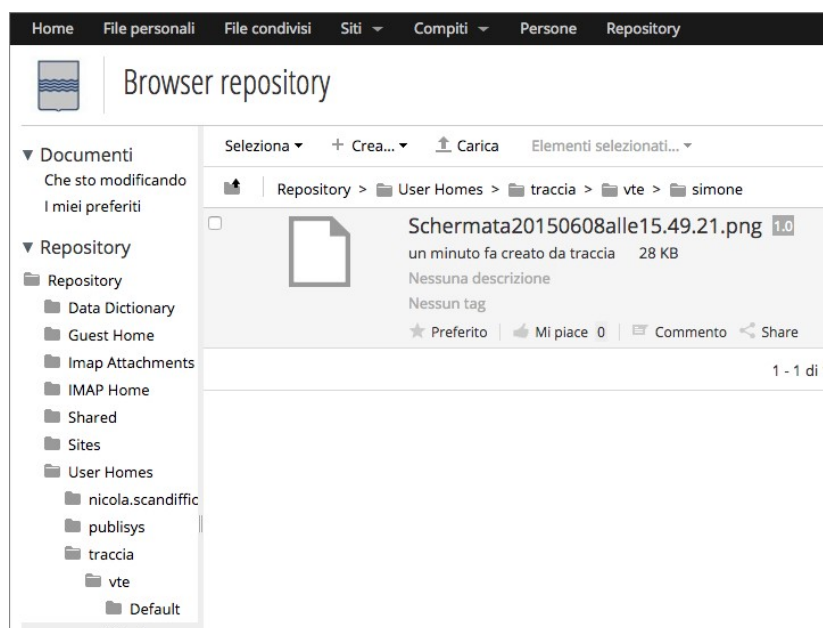 Home File personali File condivisi Siti Compiti Persone Repository
Browser repository
Documenti
Che sto modificando
I miei preferiti
Repository
Repository
Data Dictionary
Guest Home
Imap Attachments
IMAP Home
Shared
Sites
User Homes
nicola.scandiffic
publisys
traccia
vte
Default
Seleziona + Crea... Carica Elementi selezionati...
Repository > User Homes > traccia > vte > simone
Schermata20150608alle15.49.21.png 1.0
un minuto fa creato da traccia 28 KB
Nessuna descrizione
Nessun tag
Preferito Mi piace 0 Commento Share
1 - 1 di